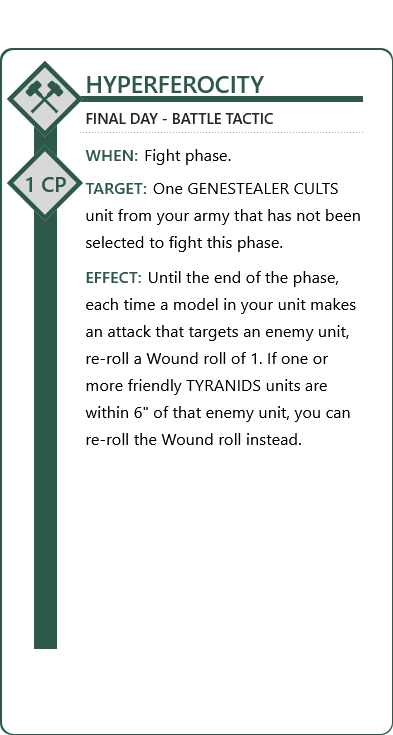 HYPERFEROCITY
FINAL DAY - BATTLE TACTIC
WHEN: Fight phase.
1 CP
TARGET: One GENESTEALER CULTS
unit from your army that has not been
selected to fight this phase.
EFFECT: Until the end of the phase,
each time a model in your unit makes
an attack that targets an enemy unit,
re-roll a Wound roll of 1. If one or
more friendly TYRANIDS units are
within 6" of that enemy unit, you can
re-roll the Wound roll instead.